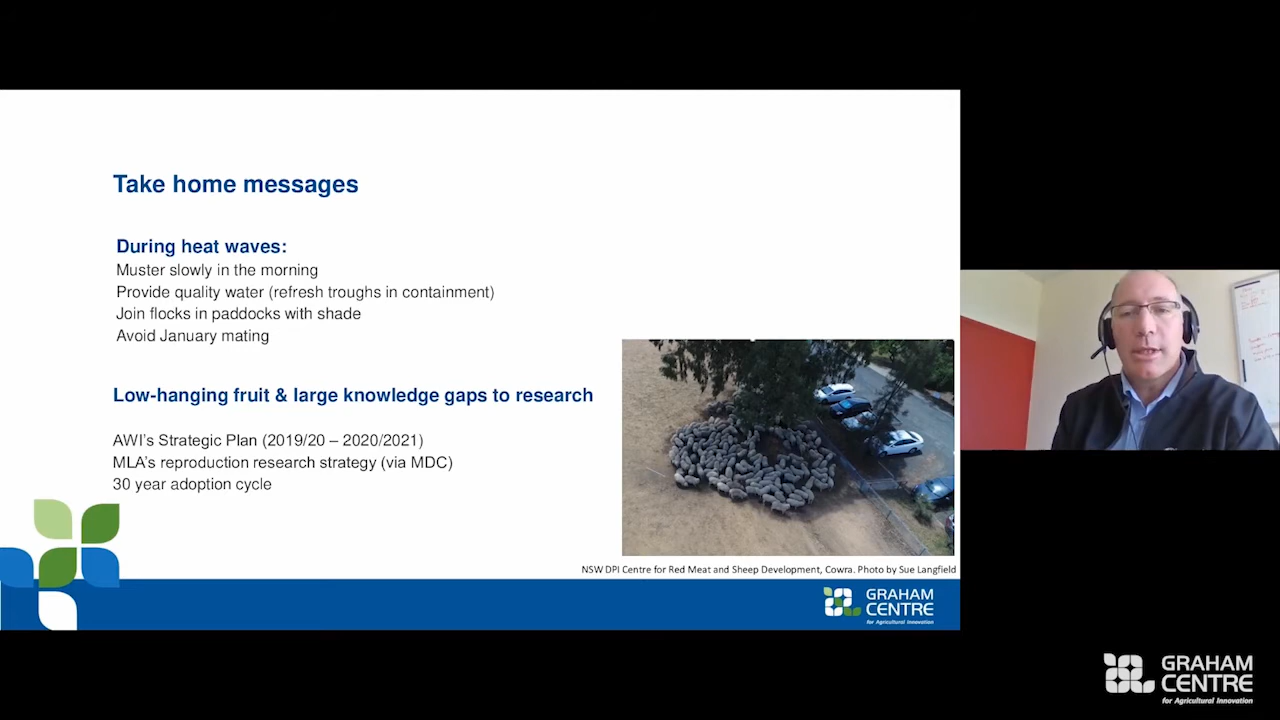 Take home messages
During heat waves:
Muster slowly in the morning
Provide quality water (refresh troughs in containment)
Join flocks in paddocks with shade
Avoid January mating
Low-hanging fruit & large knowledge gaps to research
AWI's Strategic Plan (2019/20 – 2020/2021)
MLA's reproduction research strategy (via MDC)
30 year adoption cycle
NSW DPI Centre for Red Meat and Sheep Development, Cowra. Photo by Sue Langfield
GRAHAM
CENTRE
for Agricultural Innovation
GRAHAM
CENTRE
for Agricultural Innovation